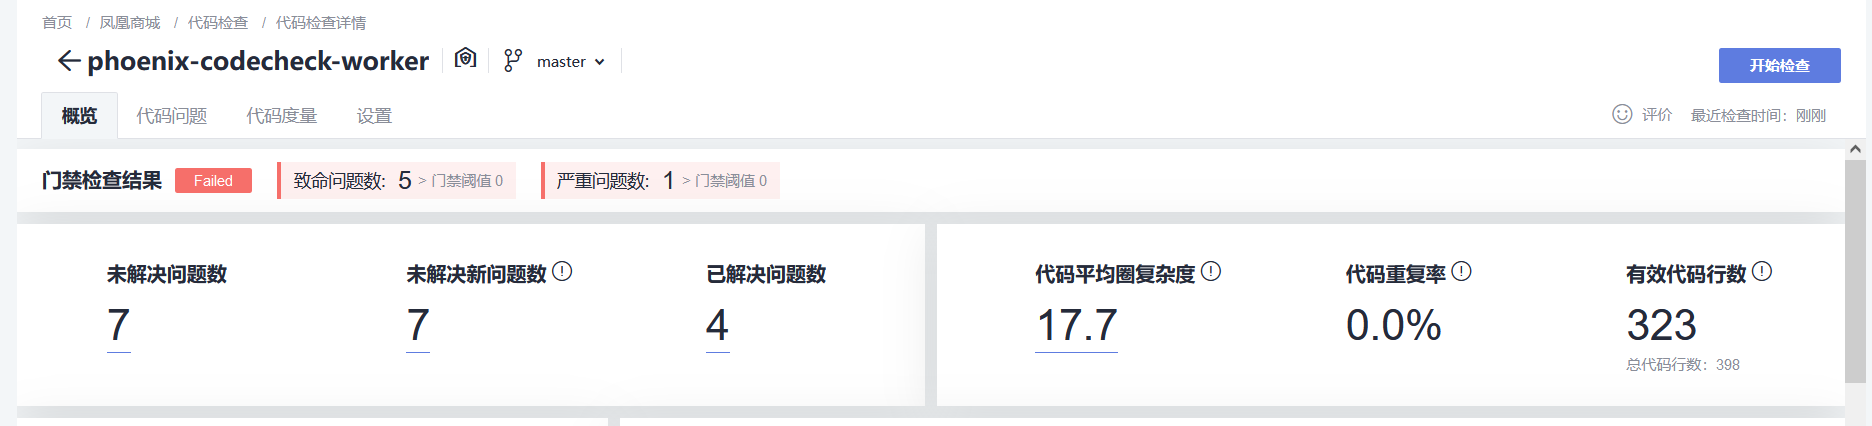 首页 / 凤凰商城 / 代码检查 / 代码检查详情
phoenix-codecheck-worker master
开始检查
概览 代码问题 代码度量 设置
评价 最近检查时间：刚刚
门禁检查结果 Failed 致命问题数: 5 > 门禁阈值 0 严重问题数: 1 > 门禁阈值 0
未解决问题数 未解决新问题数 已解决问题数 代码平均圈复杂度 代码重复率 有效代码行数
7 7 4 17.7 0.0% 323
总代码行数：398